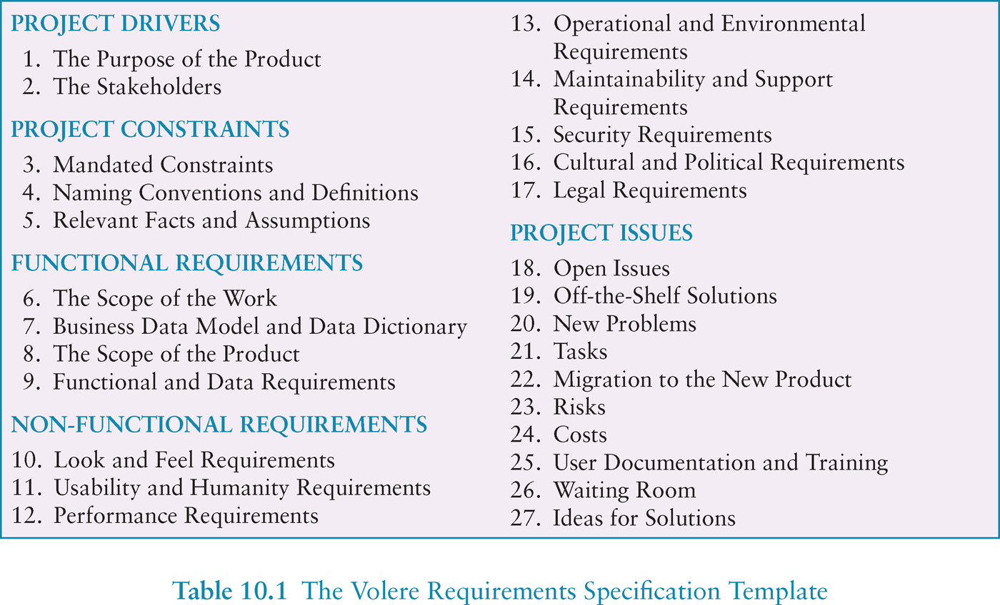 PROJECT DRIVERS
1. The Purpose of the Product
2. The Stakeholders
PROJECT CONSTRAINTS
3. Mandated Constraints
4. Naming Conventions and Definitions
5. Relevant Facts and Assumptions
FUNCTIONAL REQUIREMENTS
6. The Scope of the Work
7. Business Data Model and Data Dictionary
8. The Scope of the Product
9. Functional and Data Requirements
NON-FUNCTIONAL REQUIREMENTS
10. Look and Feel Requirements
11. Usability and Humanity Requirements
12. Performance Requirements
13. Operational and Environmental
Requirements
14. Maintainability and Support
Requirements
15. Security Requirements
16. Cultural and Political Requirements
17. Legal Requirements
PROJECT ISSUES
18. Open Issues
19. Off-the-Shelf Solutions
20. New Problems
21. Tasks
22. Migration to the New Product
23. Risks
24. Costs
25. User Documentation and Training
26. Waiting Room
27. Ideas for Solutions
Table 10.1 The Volere Requirements Specification Template